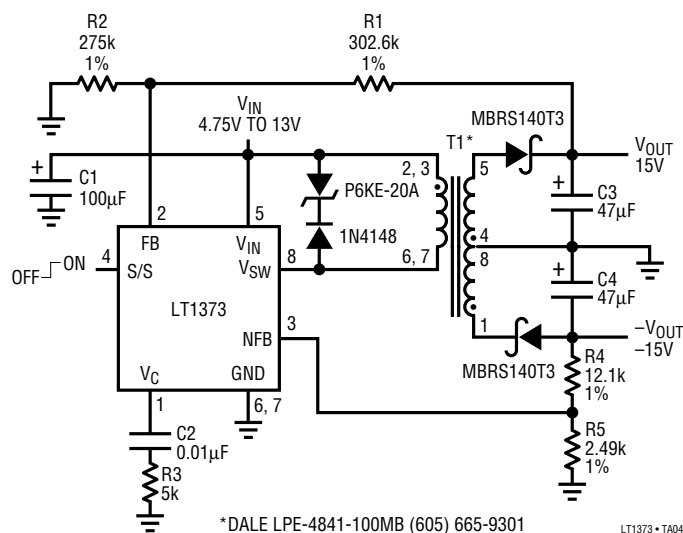 R2
275k
1%
R1
302.6k
1%
VIN
4.75V TO 13V
MBRS140T3
T1*
VOUT
15V
2, 3
5
+
C1
100µF
P6KE-20A
+
C3
47µF
2
5
1N4148
4
FB
VIN
6, 7
8
4
ON
OFF
S/S
VSW
8
+
C4
47µF
LT1373
NFB
3
1
–VOUT
–15V
MBRS140T3
R4
12.1k
1%
VC
GND
1
6, 7
C2
0.01µF
R5
2.49k
1%
R3
5k
*DALE LPE-4841-100MB (605) 665-9301
LT1373 • TA04